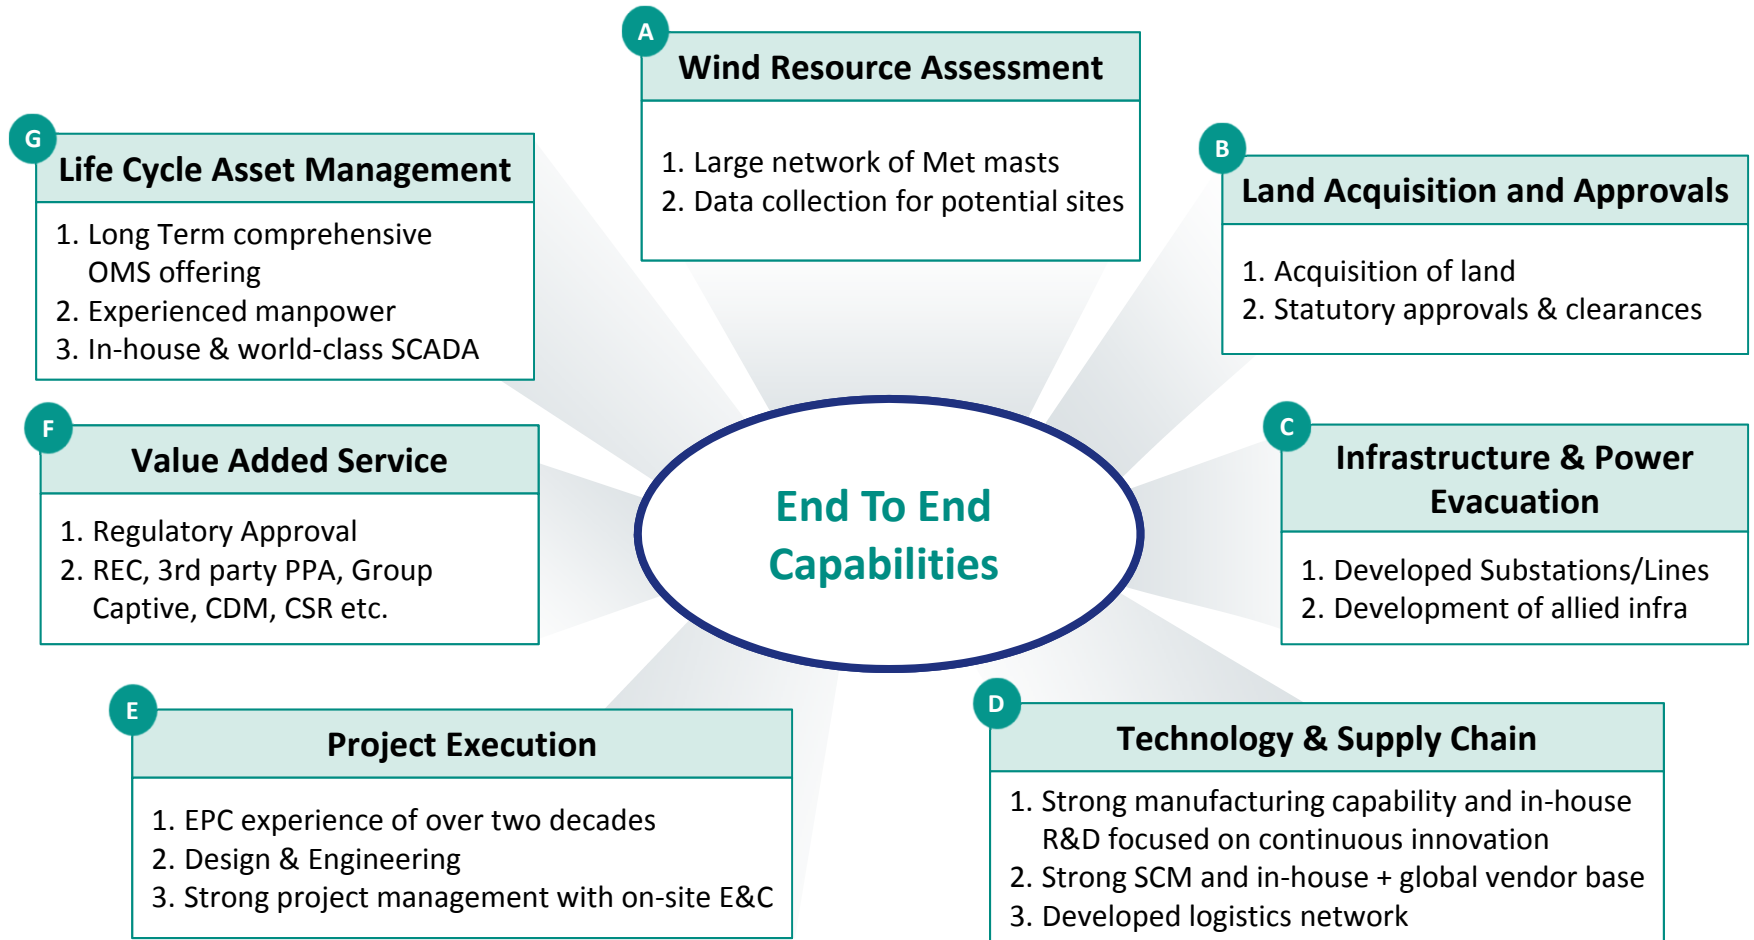 A
Wind Resource Assessment
1. Large network of Met masts
2. Data collection for potential sites
B
Land Acquisition and Approvals
1. Acquisition of land
2. Statutory approvals & clearances
C
Infrastructure & Power
Evacuation
1. Developed Substations/Lines
2. Development of allied infra
D
Technology & Supply Chain
1. Strong manufacturing capability and in-house
R&D focused on continuous innovation
2. Strong SCM and in-house + global vendor base
3. Developed logistics network
E
Project Execution
1. EPC experience of over two decades
2. Design & Engineering
3. Strong project management with on-site E&C
F
Value Added Service
1. Regulatory Approval
2. REC, 3rd party PPA, Group
Captive, CDM, CSR etc.
G
Life Cycle Asset Management
1. Long Term comprehensive
OMS offering
2. Experienced manpower
3. In-house & world-class SCADA
End To End
Capabilities